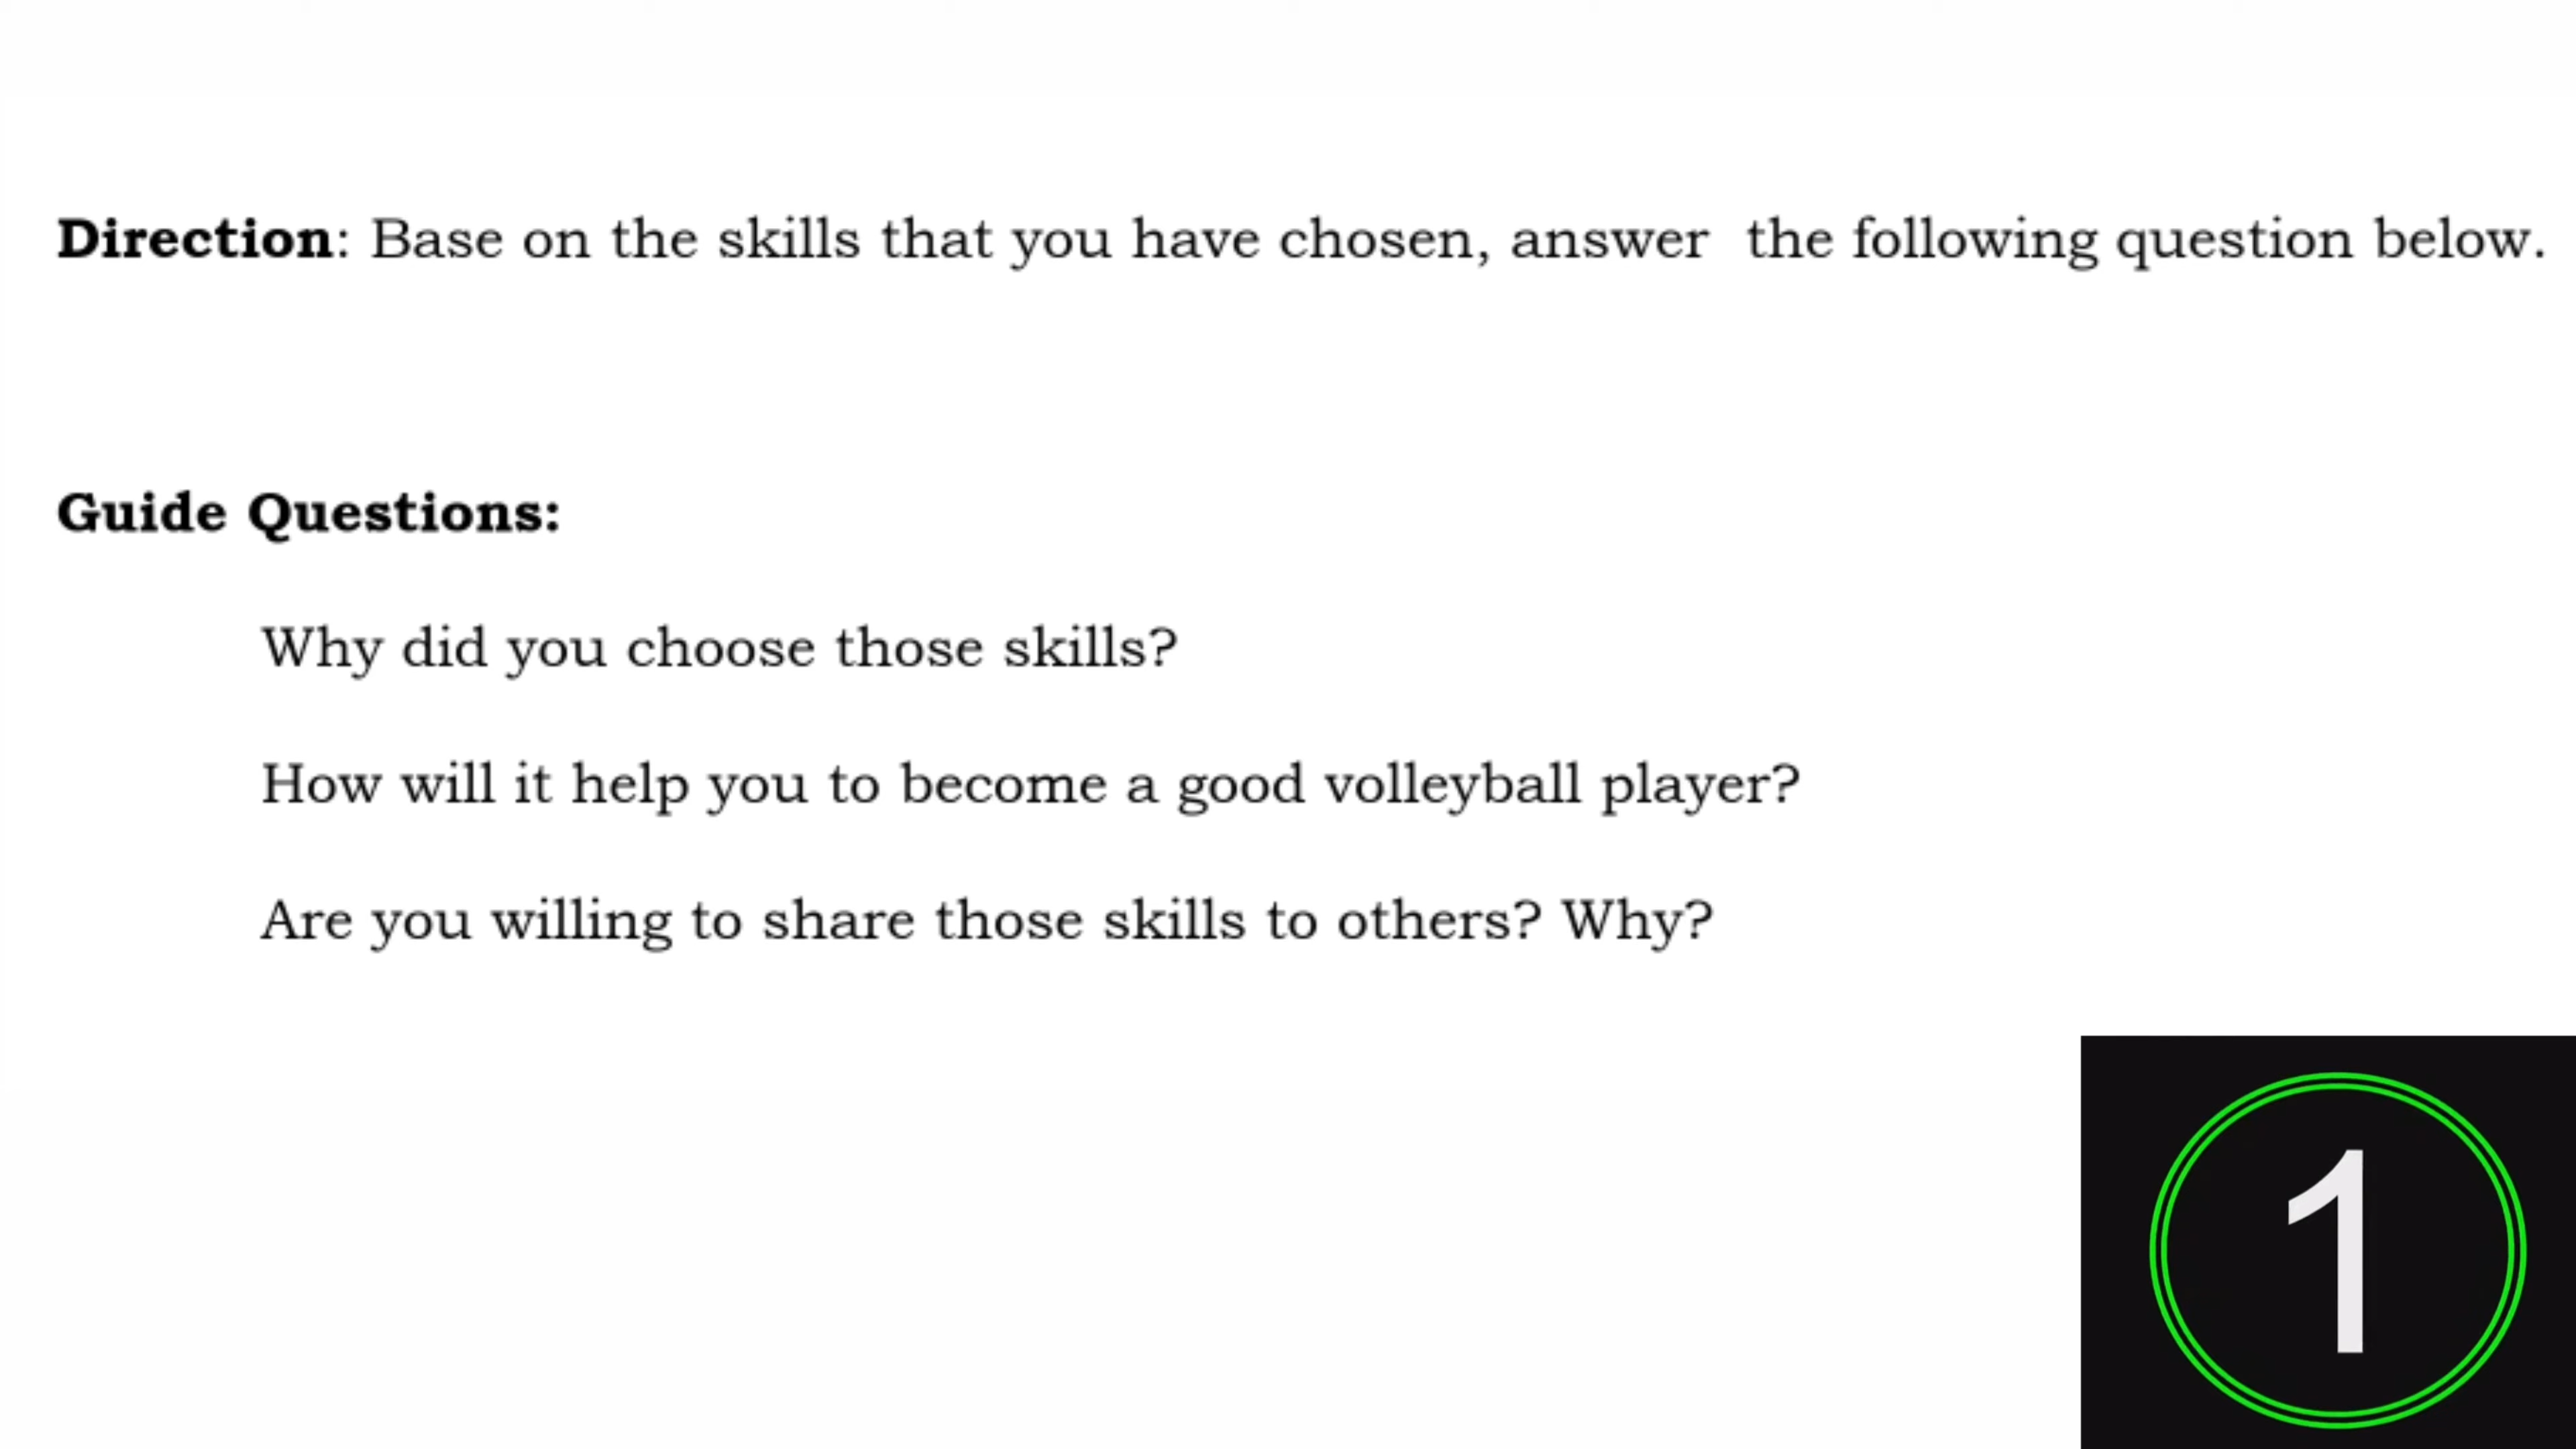 Direction: Base on the skills that you have chosen, answer the following question below.
Guide Questions:
Why did you choose those skills?
How will it help you to become a good volleyball player?
Are you willing to share those skills to others? Why?
1